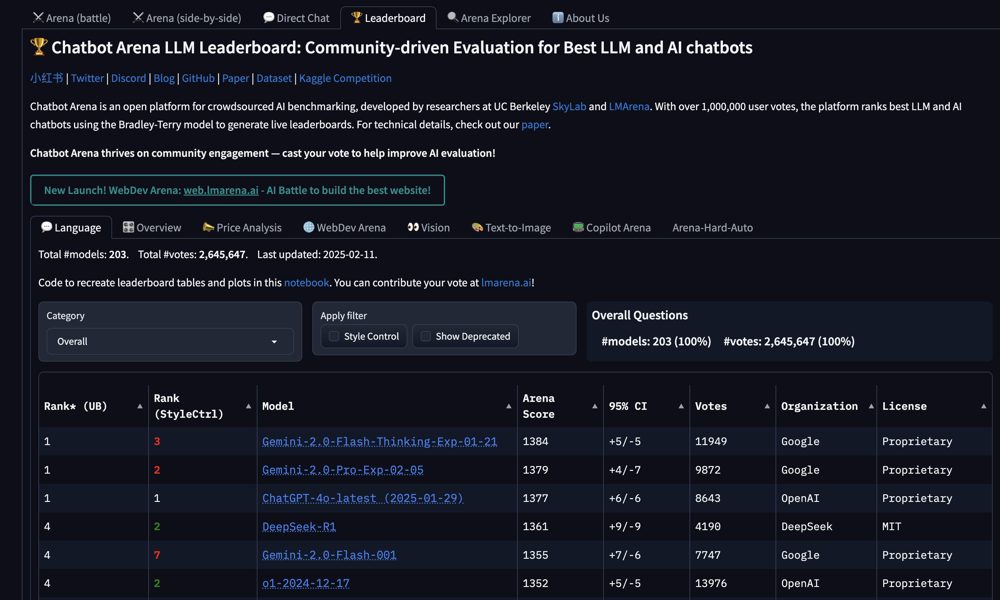 Arena (battle) Arena (side-by-side) Direct Chat Leaderboard Arena Explorer About Us
Chatbot Arena LLM Leaderboard: Community-driven Evaluation for Best LLM and AI chatbots
小红书 | Twitter | Discord | Blog | GitHub | Paper | Dataset | Kaggle Competition
Chatbot Arena is an open platform for crowdsourced AI benchmarking, developed by researchers at UC Berkeley SkyLab and LMArena. With over 1,000,000 user votes, the platform ranks best LLM and AI
chatbots using the Bradley-Terry model to generate live leaderboards. For technical details, check out our paper.
Chatbot Arena thrives on community engagement — cast your vote to help improve AI evaluation!
New Launch! WebDev Arena: web.lmarena.ai - AI Battle to build the best website!
Language Overview Price Analysis WebDev Arena Vision Text-to-Image Copilot Arena Arena-Hard-Auto
Total #models: 203. Total #votes: 2,645,647. Last updated: 2025-02-11.
Code to recreate leaderboard tables and plots in this notebook. You can contribute your vote at lmarena.ai!
Category
Overall
Apply filter
Style Control Show Deprecated
Overall Questions
#models: 203 (100%) #votes: 2,645,647 (100%)
Rank* (UB) Rank (StyleCtrl) Model Arena Score 95% CI Votes Organization License
1 3 Gemini-2.0-Flash-Thinking-Exp-01-21 1384 +5/-5 11949 Google Proprietary
1 2 Gemini-2.0-Pro-Exp-02-05 1379 +4/-7 9872 Google Proprietary
1 1 ChatGPT-4o-latest (2025-01-29) 1377 +6/-6 8643 OpenAI Proprietary
4 2 DeepSeek-R1 1361 +9/-9 4190 DeepSeek MIT
4 7 Gemini-2.0-Flash-001 1355 +7/-6 7747 Google Proprietary
4 2 o1-2024-12-17 1352 +5/-5 13976 OpenAI Proprietary